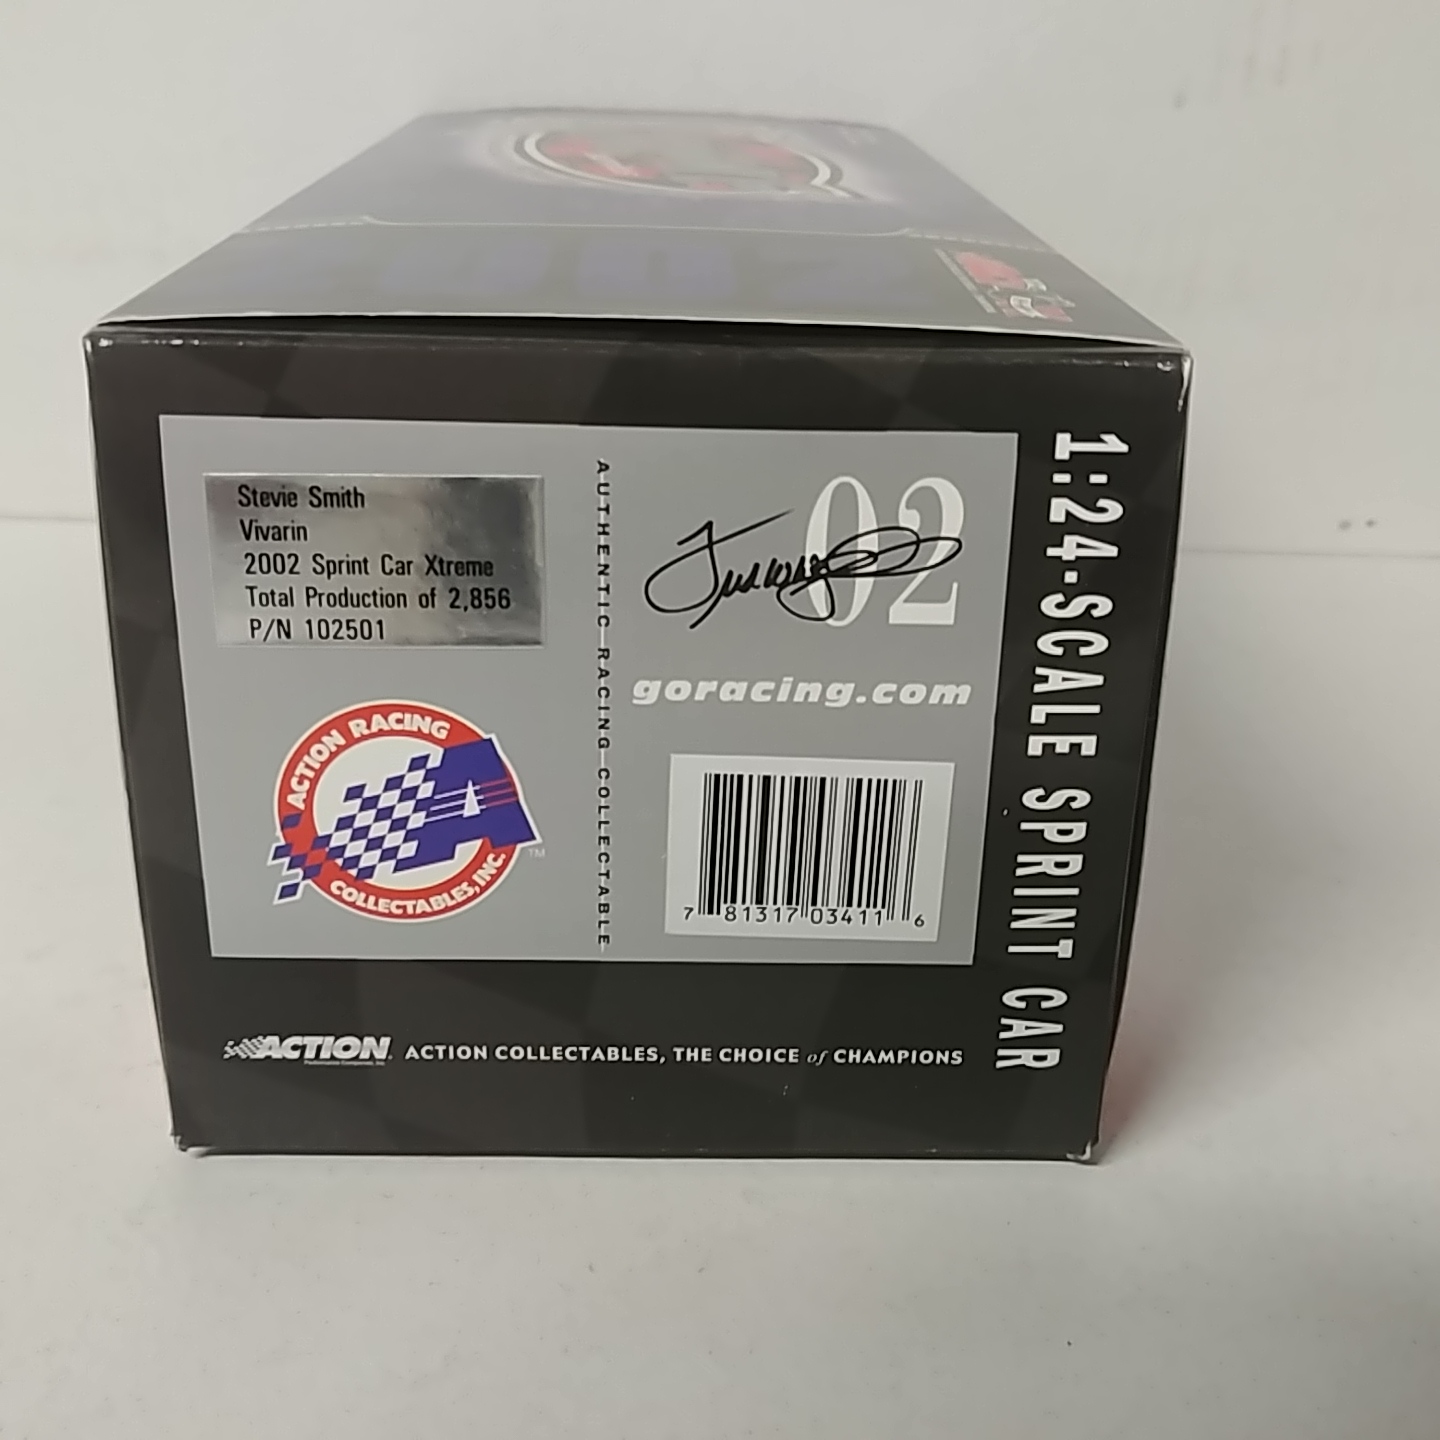 2002
Stevie Smith
Vivarin
2002 Sprint Car Xtreme
Total Production of 2,856
P/N 102501
AUTHENTIC RACING COLLECTABLE
02
goracing.com
ACTION RACING
COLLECTABLES, INC.
TM
7 81317 03411 6
1:24-SCALE SPRINT CAR
ACTION
ACTION COLLECTABLES, THE CHOICE of CHAMPIONS